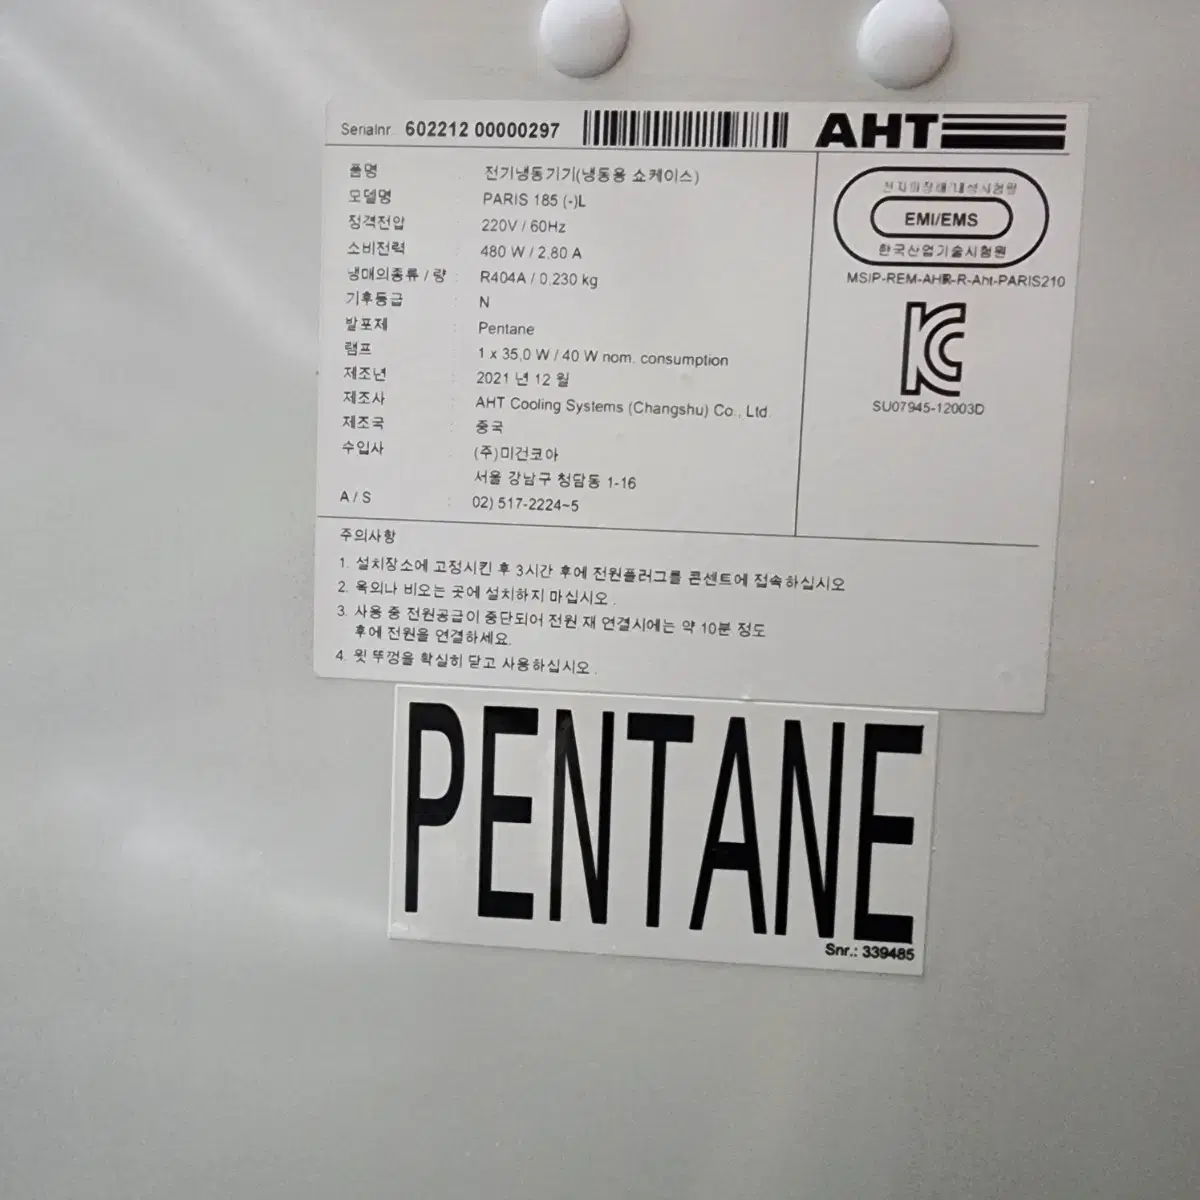 Serialnr. 602212 00000297
AHT
품명 : 전기냉동기기(냉동용 쇼케이스)
모델명 : PARIS 185 (-)L
정격전압 : 220V / 60Hz
소비전력 : 480 W / 2,80 A
냉매의종류 / 량 : R404A / 0,230 kg
기후등급 : N
발포제 : Pentane
램프 : 1 x 35,0 W / 40 W nom. consumption
제조년 : 2021 년 12 월
제조사 : AHT Cooling Systems (Changshu) Co., Ltd.
제조국 : 중국
수입사 : (주)미건코아
서울 강남구 청담동 1-16
A / S : 02) 517-2224~5
전자파장해/내성시험필
EMI/EMS
한국산업기술시험원
MSIP-REM-AHR-R-Aht-PARIS210
KC
SU07945-12003D
주의사항
1. 설치장소에 고정시킨 후 3시간 후에 전원플러그를 콘센트에 접속하십시오
2. 옥외나 비오는 곳에 설치하지 마십시오 .
3. 사용 중 전원공급이 중단되어 전원 재 연결시에는 약 10분 정도
후에 전원을 연결하세요.
4. 윗 뚜껑을 확실히 닫고 사용하십시오 .
PENTANE
Snr.: 339485